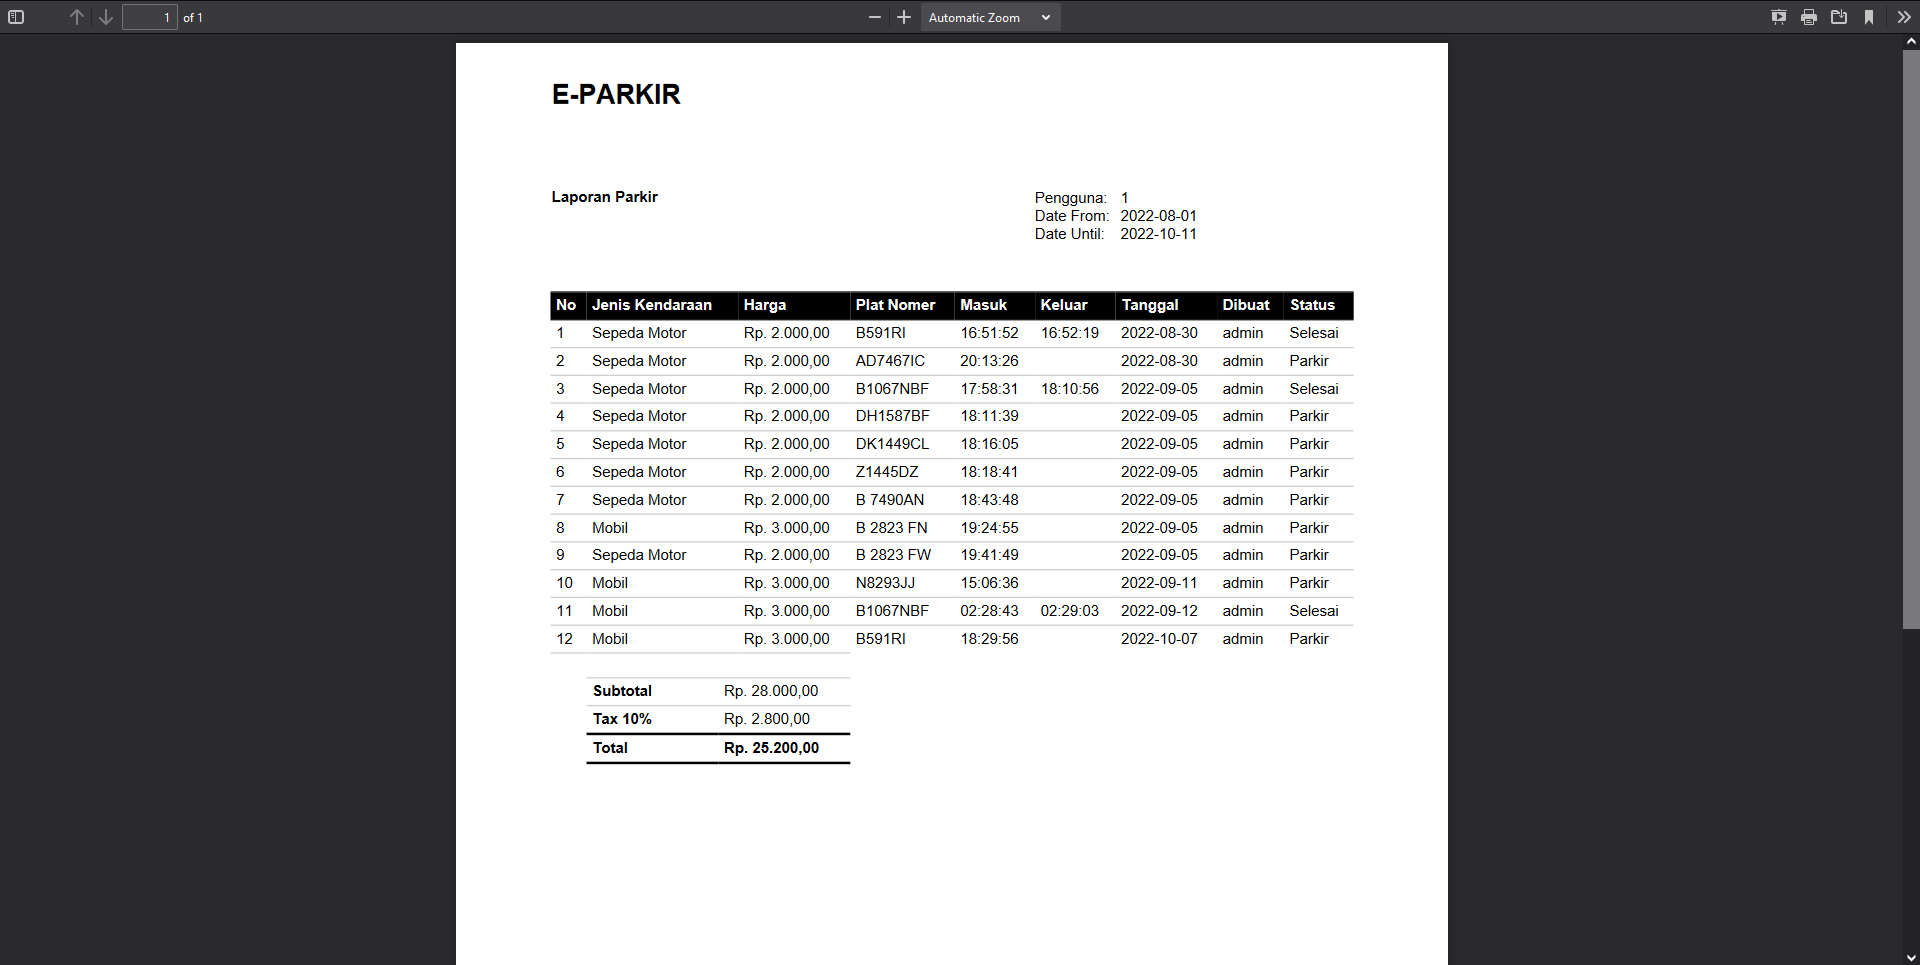 1 of 1 Automatic Zoom
E-PARKIR
Laporan Parkir
Pengguna: 1
Date From: 2022-08-01
Date Until: 2022-10-11
No Jenis Kendaraan Harga Plat Nomer Masuk Keluar Tanggal Dibuat Status
1 Sepeda Motor Rp. 2.000,00 B591RI 16:51:52 16:52:19 2022-08-30 admin Selesai
2 Sepeda Motor Rp. 2.000,00 AD7467IC 20:13:26 2022-08-30 admin Parkir
3 Sepeda Motor Rp. 2.000,00 B1067NBF 17:58:31 18:10:56 2022-09-05 admin Selesai
4 Sepeda Motor Rp. 2.000,00 DH1587BF 18:11:39 2022-09-05 admin Parkir
5 Sepeda Motor Rp. 2.000,00 DK1449CL 18:16:05 2022-09-05 admin Parkir
6 Sepeda Motor Rp. 2.000,00 Z1445DZ 18:18:41 2022-09-05 admin Parkir
7 Sepeda Motor Rp. 2.000,00 B 7490AN 18:43:48 2022-09-05 admin Parkir
8 Mobil Rp. 3.000,00 B 2823 FN 19:24:55 2022-09-05 admin Parkir
9 Sepeda Motor Rp. 2.000,00 B 2823 FW 19:41:49 2022-09-05 admin Parkir
10 Mobil Rp. 3.000,00 N8293JJ 15:06:36 2022-09-11 admin Parkir
11 Mobil Rp. 3.000,00 B1067NBF 02:28:43 02:29:03 2022-09-12 admin Selesai
12 Mobil Rp. 3.000,00 B591RI 18:29:56 2022-10-07 admin Parkir
Subtotal Rp. 28.000,00
Tax 10% Rp. 2.800,00
Total Rp. 25.200,00